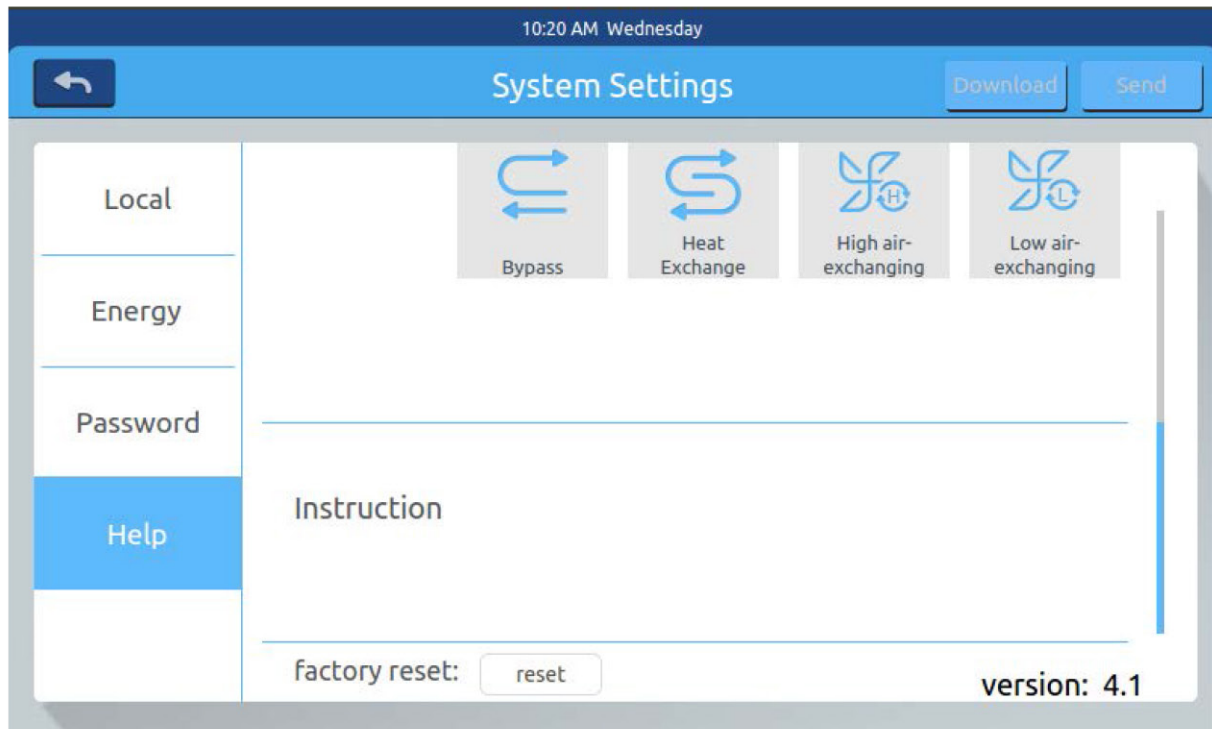 10:20 AM Wednesday
System Settings
Download
Send
Local
Energy
Password
Help
Bypass
Heat
Exchange
H
High air-
exchanging
L
Low air-
exchanging
Instruction
factory reset:
reset
version: 4.1